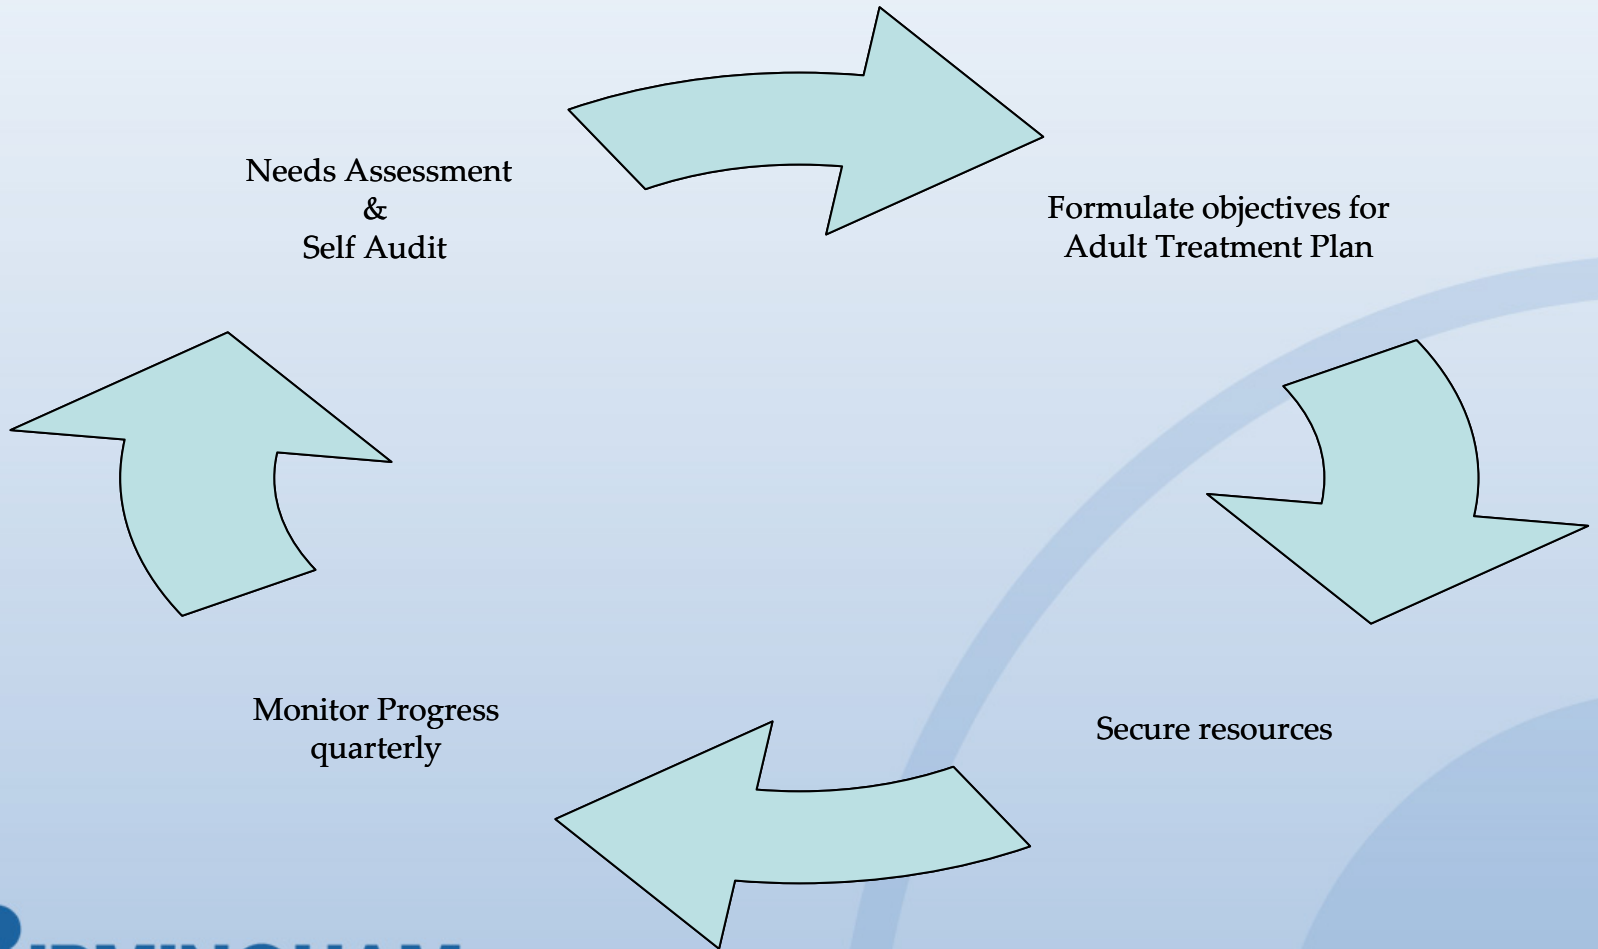 Needs Assessment
&
Self Audit
Formulate objectives for
Adult Treatment Plan
Secure resources
Monitor Progress
quarterly